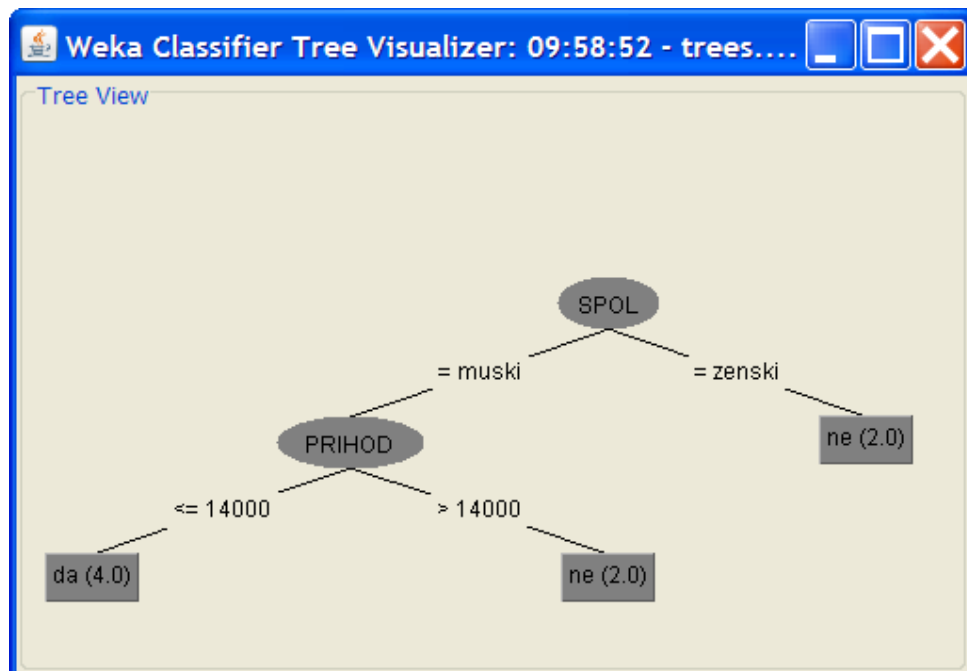 Weka Classifier Tree Visualizer: 09:58:52 - trees....
Tree View
SPOL
= muski
= zenski
PRIHOD
ne (2.0)
<= 14000
> 14000
da (4.0)
ne (2.0)